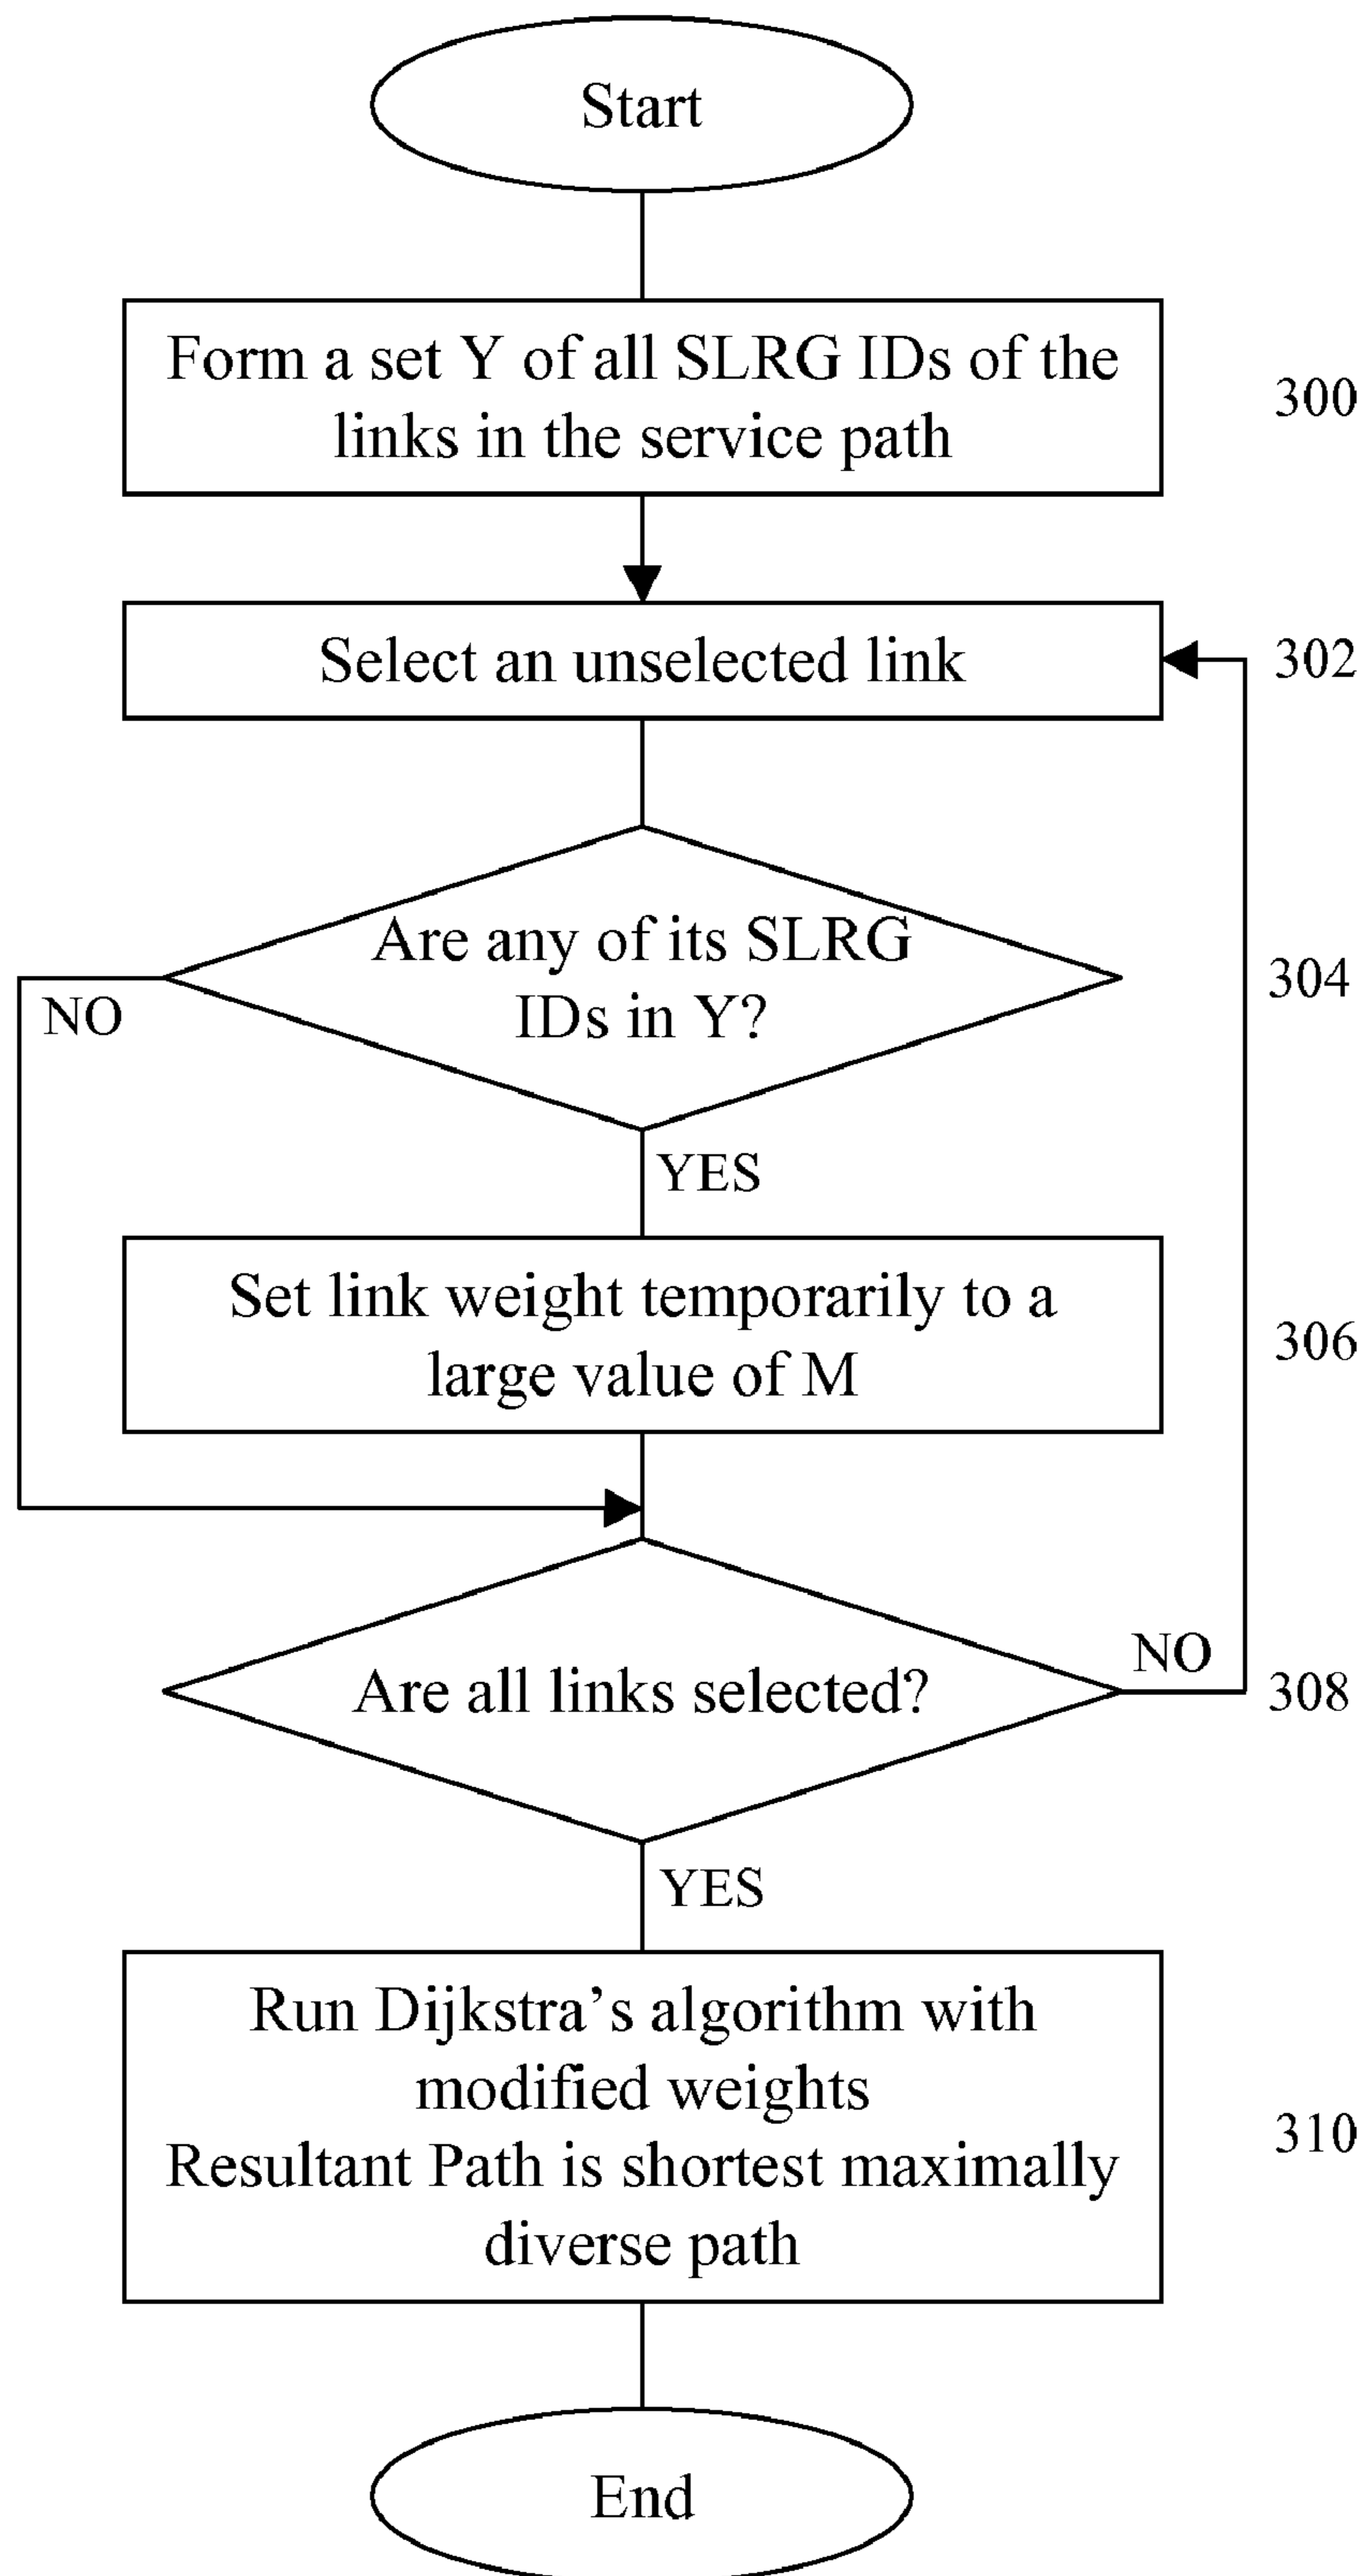 Start
Form a set Y of all SLRG IDs of the
links in the service path
300
Select an unselected link
302
Are any of its SLRG
IDs in Y?
304
NO
YES
Set link weight temporarily to a
large value of M
306
Are all links selected?
NO
308
YES
Run Dijkstra’s algorithm with
modified weights
Resultant Path is shortest maximally
diverse path
310
End